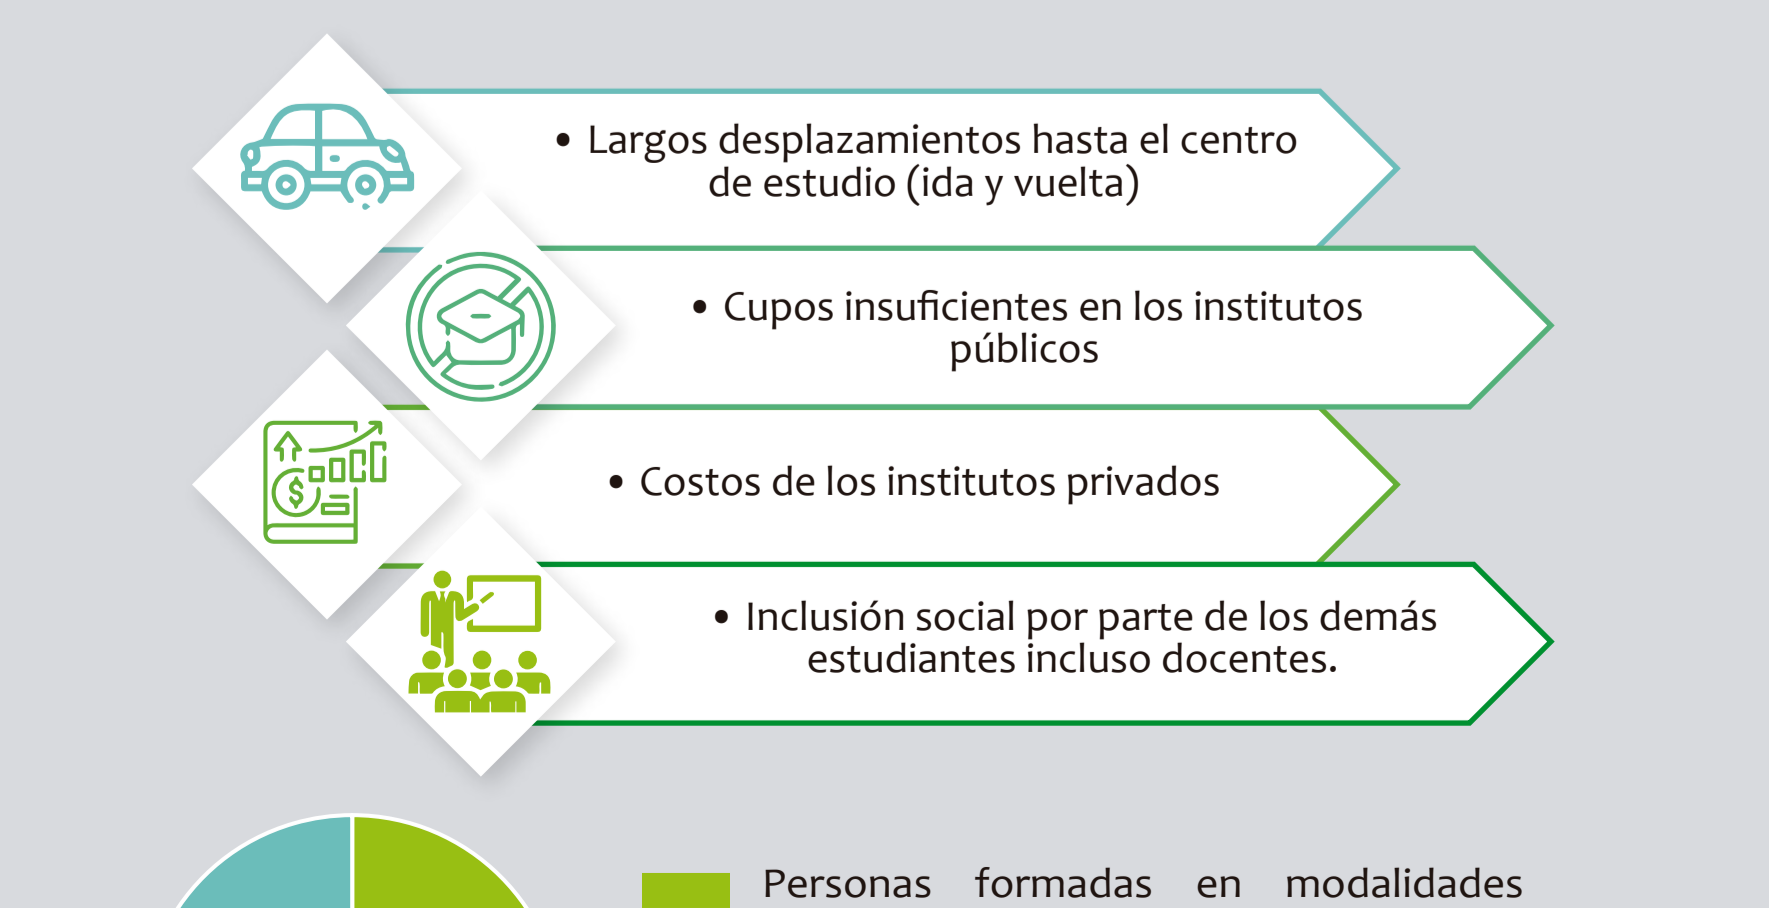 • Largos desplazamientos hasta el centro
de estudio (ida y vuelta)
• Cupos insuficientes en los institutos
públicos
$
• Costos de los institutos privados
• Inclusión social por parte de los demás
estudiantes incluso docentes.
Personas formadas en modalidades